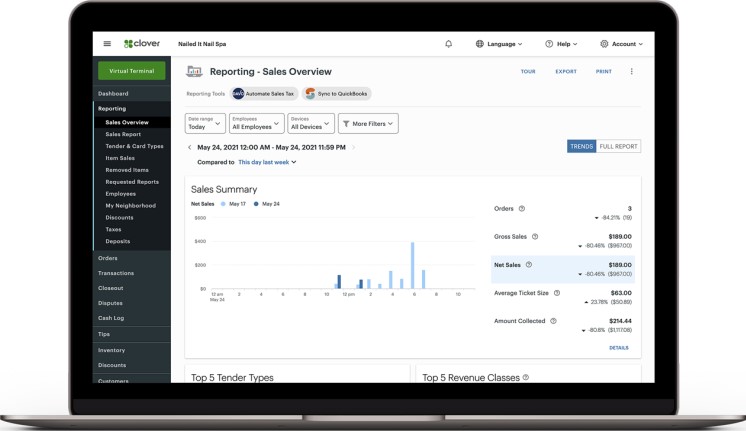 clover
Nailed It Nail Spa
Language
Help
Account
Virtual Terminal
Dashboard
Reporting
Sales Overview
Sales Report
Tender & Card Types
Item Sales
Removed Items
Requested Reports
Employees
My Neighborhood
Discounts
Taxes
Deposits
Orders
Transactions
Closeout
Disputes
Cash Log
Tips
Inventory
Discounts
Customers
Reporting - Sales Overview
TOUR
EXPORT
PRINT
Reporting Tools
DAVO
Automate Sales Tax
Sync to QuickBooks
Date range
Today
Employees
All Employees
Devices
All Devices
More Filters
May 24, 2021 12:00 AM - May 24, 2021 11:59 PM
TRENDS
FULL REPORT
Compared to This day last week
Sales Summary
Net Sales May 17 May 24
$600
$400
$200
$0
12 am 2 4 6 8 10 12 pm 2 4 6 8 10
May 24
Orders 3
-84.21% (19)
Gross Sales $189.00
-80.46% ($967.00)
Net Sales $189.00
-80.46% ($967.00)
Average Ticket Size $63.00
23.78% ($50.89)
Amount Collected $214.44
-80.8% ($1,117.08)
DETAILS
Top 5 Tender Types
Top 5 Revenue Classes